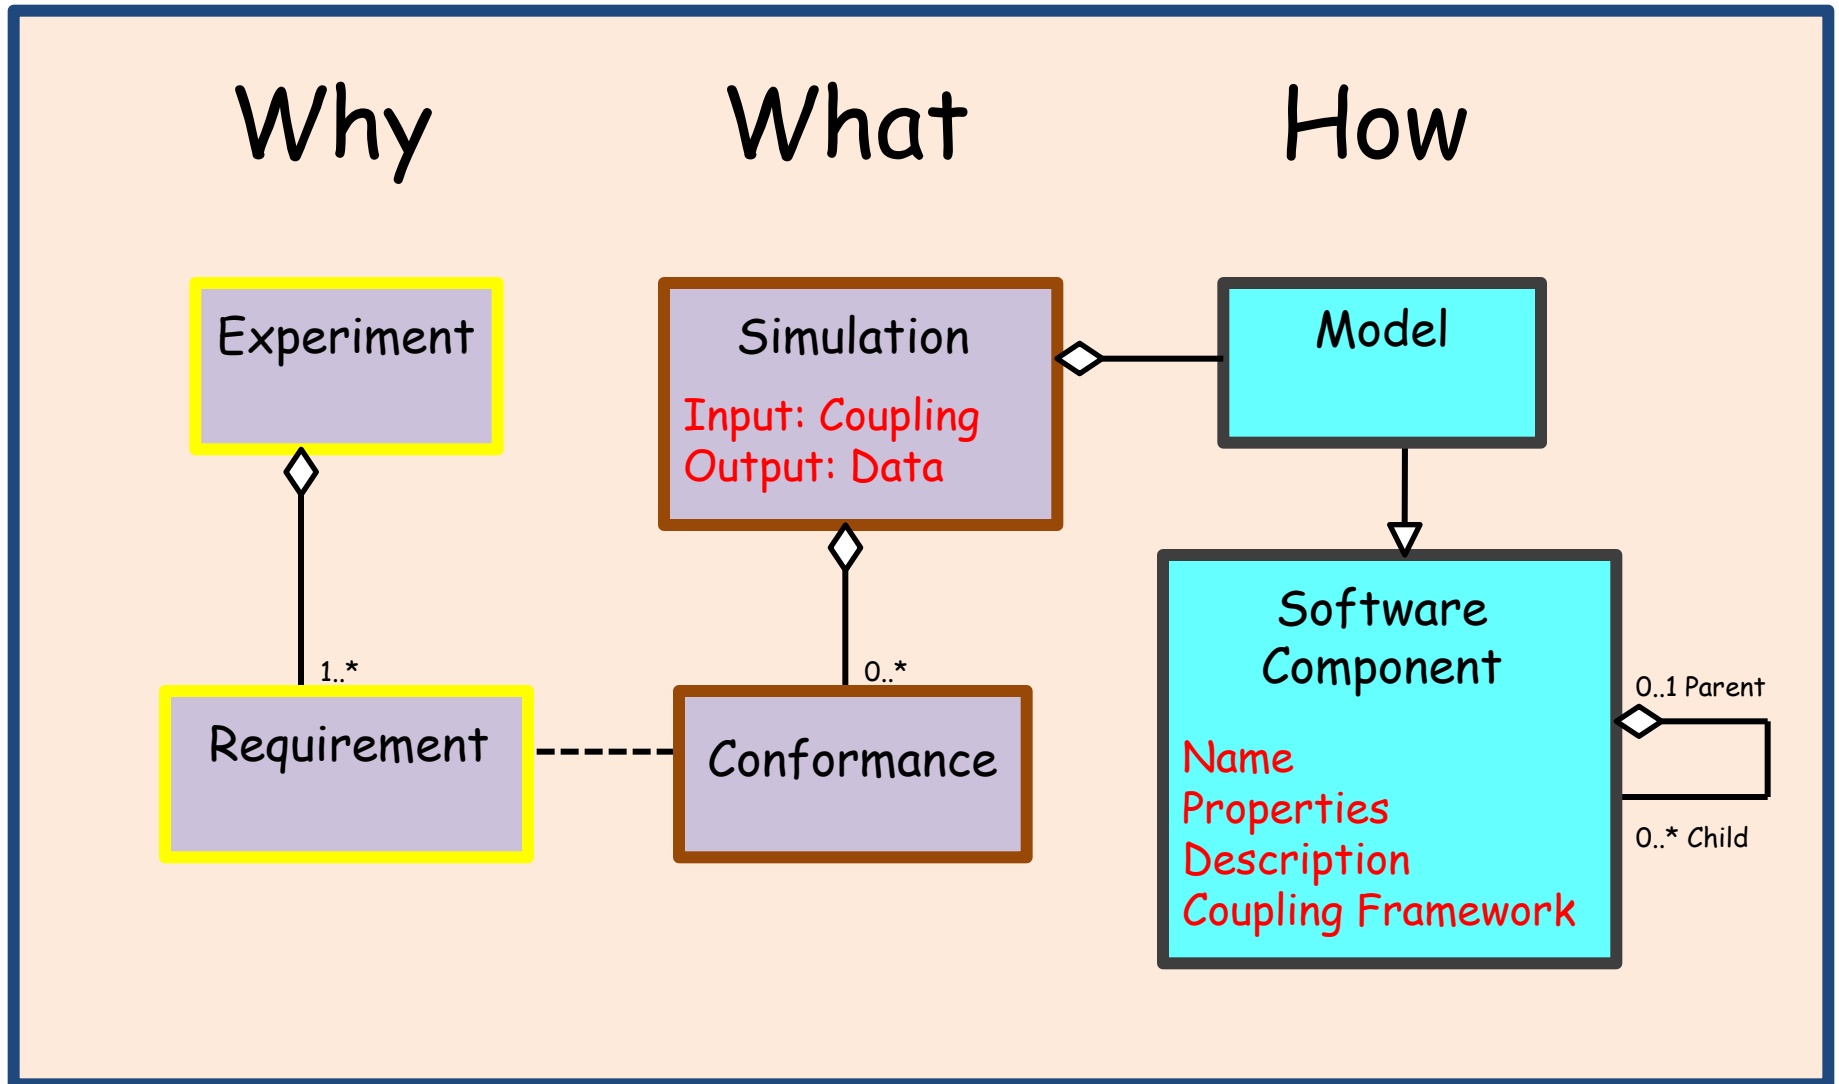 Why
What
How
Experiment
Simulation
Input: Coupling
Output: Data
Model
1..*
Requirement
0..*
Conformance
Software
Component
Name
Properties
Description
Coupling Framework
0..1 Parent
0..* Child